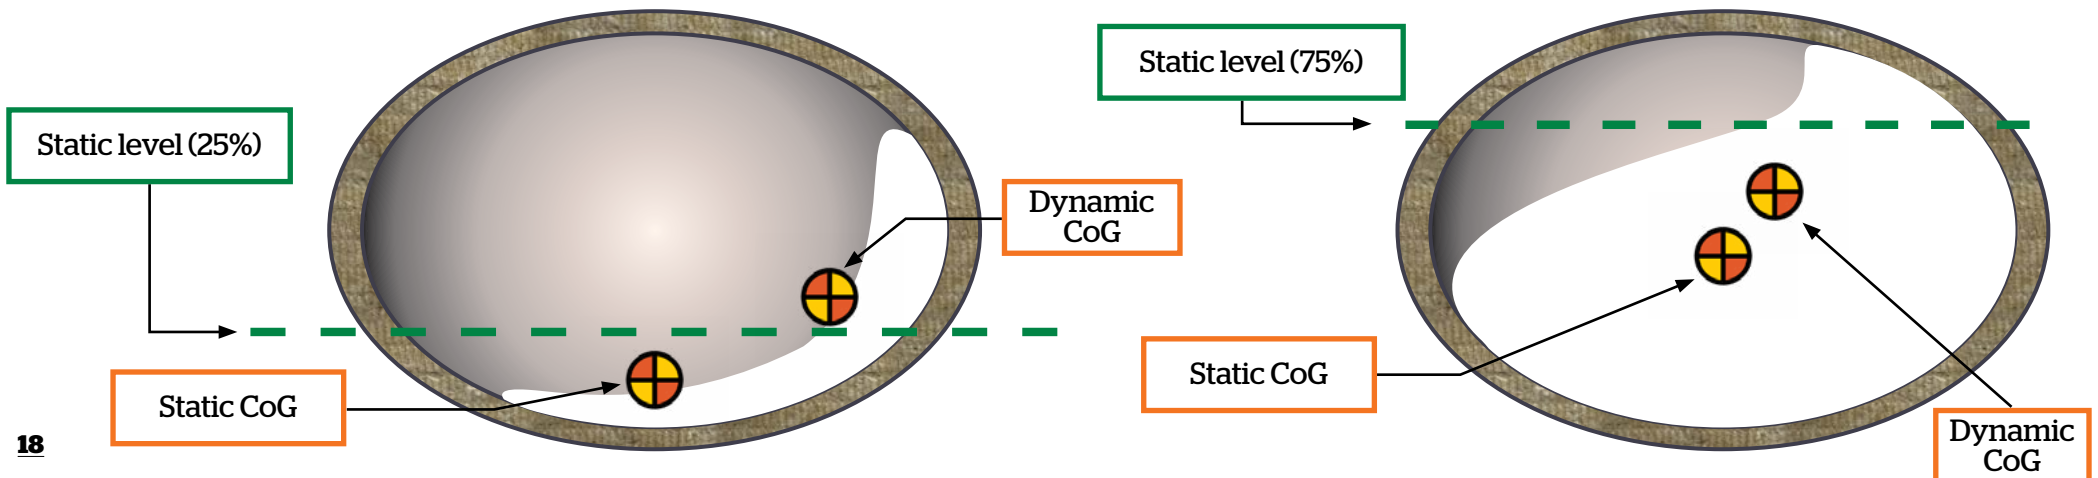 Static level (25%)
Dynamic
CoG
Static CoG
18
Static level (75%)
Static CoG
Dynamic
CoG